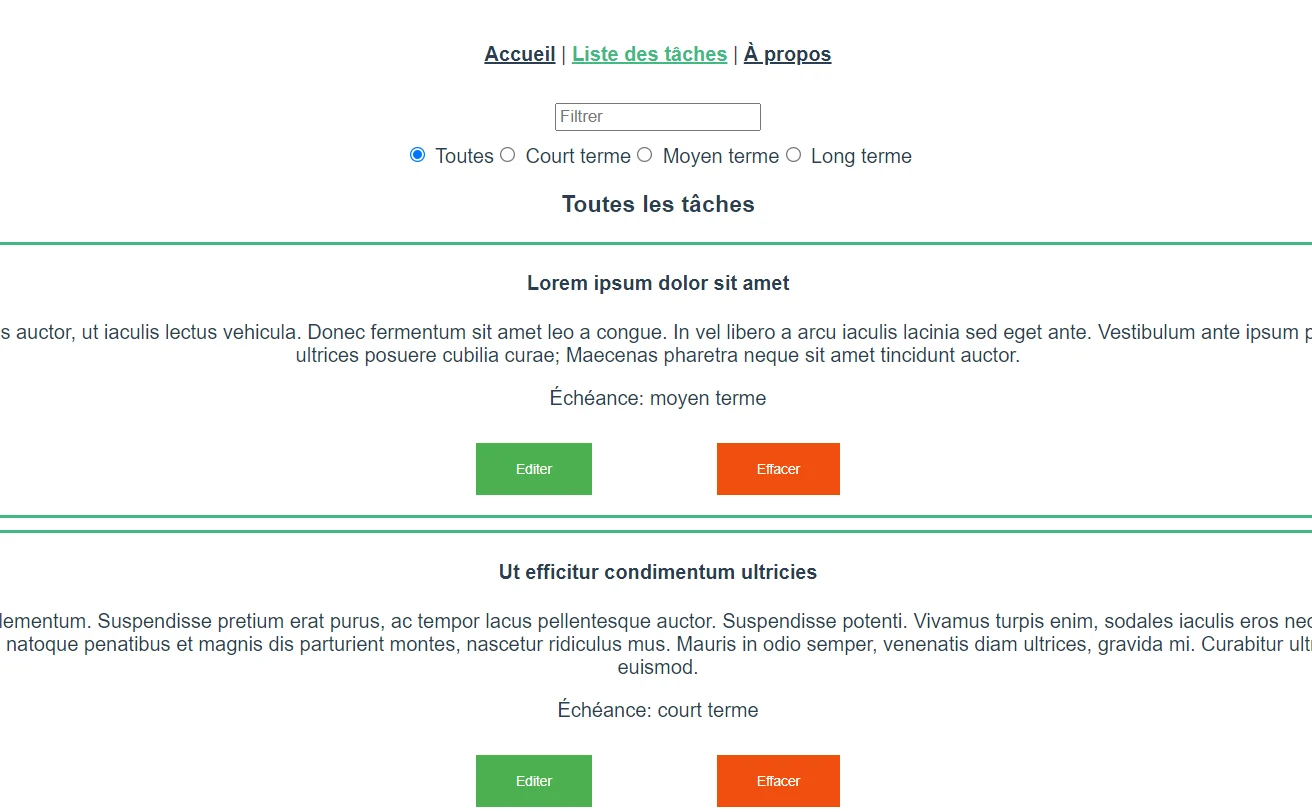 Accueil | Liste des tâches | À propos
Filtrer
Toutes Court terme Moyen terme Long terme
Toutes les tâches
Lorem ipsum dolor sit amet
s auctor, ut iaculis lectus vehicula. Donec fermentum sit amet leo a congue. In vel libero a arcu iaculis lacinia sed eget ante. Vestibulum ante ipsum p
ultrices posuere cubilia curae; Maecenas pharetra neque sit amet tincidunt auctor.
Échéance: moyen terme
Editer Effacer
Ut efficitur condimentum ultricies
lementum. Suspendisse pretium erat purus, ac tempor lacus pellentesque auctor. Suspendisse potenti. Vivamus turpis enim, sodales iaculis eros nec
natoque penatibus et magnis dis parturient montes, nascetur ridiculus mus. Mauris in odio semper, venenatis diam ultrices, gravida mi. Curabitur ultr
euismod.
Échéance: court terme
Editer Effacer